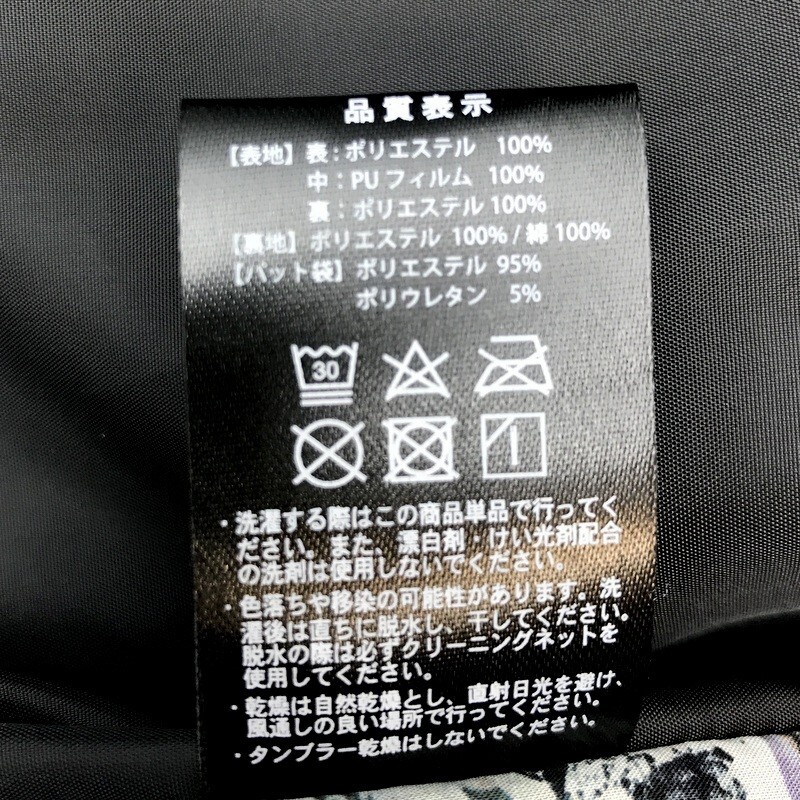 品質表示
【表地】表:ポリエステル 100%
中:PUフィルム 100%
裏:ポリエステル100%
【裏地】ポリエステル 100% / 綿 100%
【パット袋】ポリエステル 95%
ポリウレタン 5%
30
・洗濯する際はこの商品単品で行ってく
ださい。また、漂白剤・けい光剤配合
の洗剤は使用しないでください。
・色落ちや移染の可能性があります。洗
濯後は直ちに脱水し、干してください。
脱水の際は必ずクリーニングネットを
使用してください。
・乾燥は自然乾燥とし、直射日光を避け、
風通しの良い場所で行ってください。
・タンブラー乾燥はしないでください。